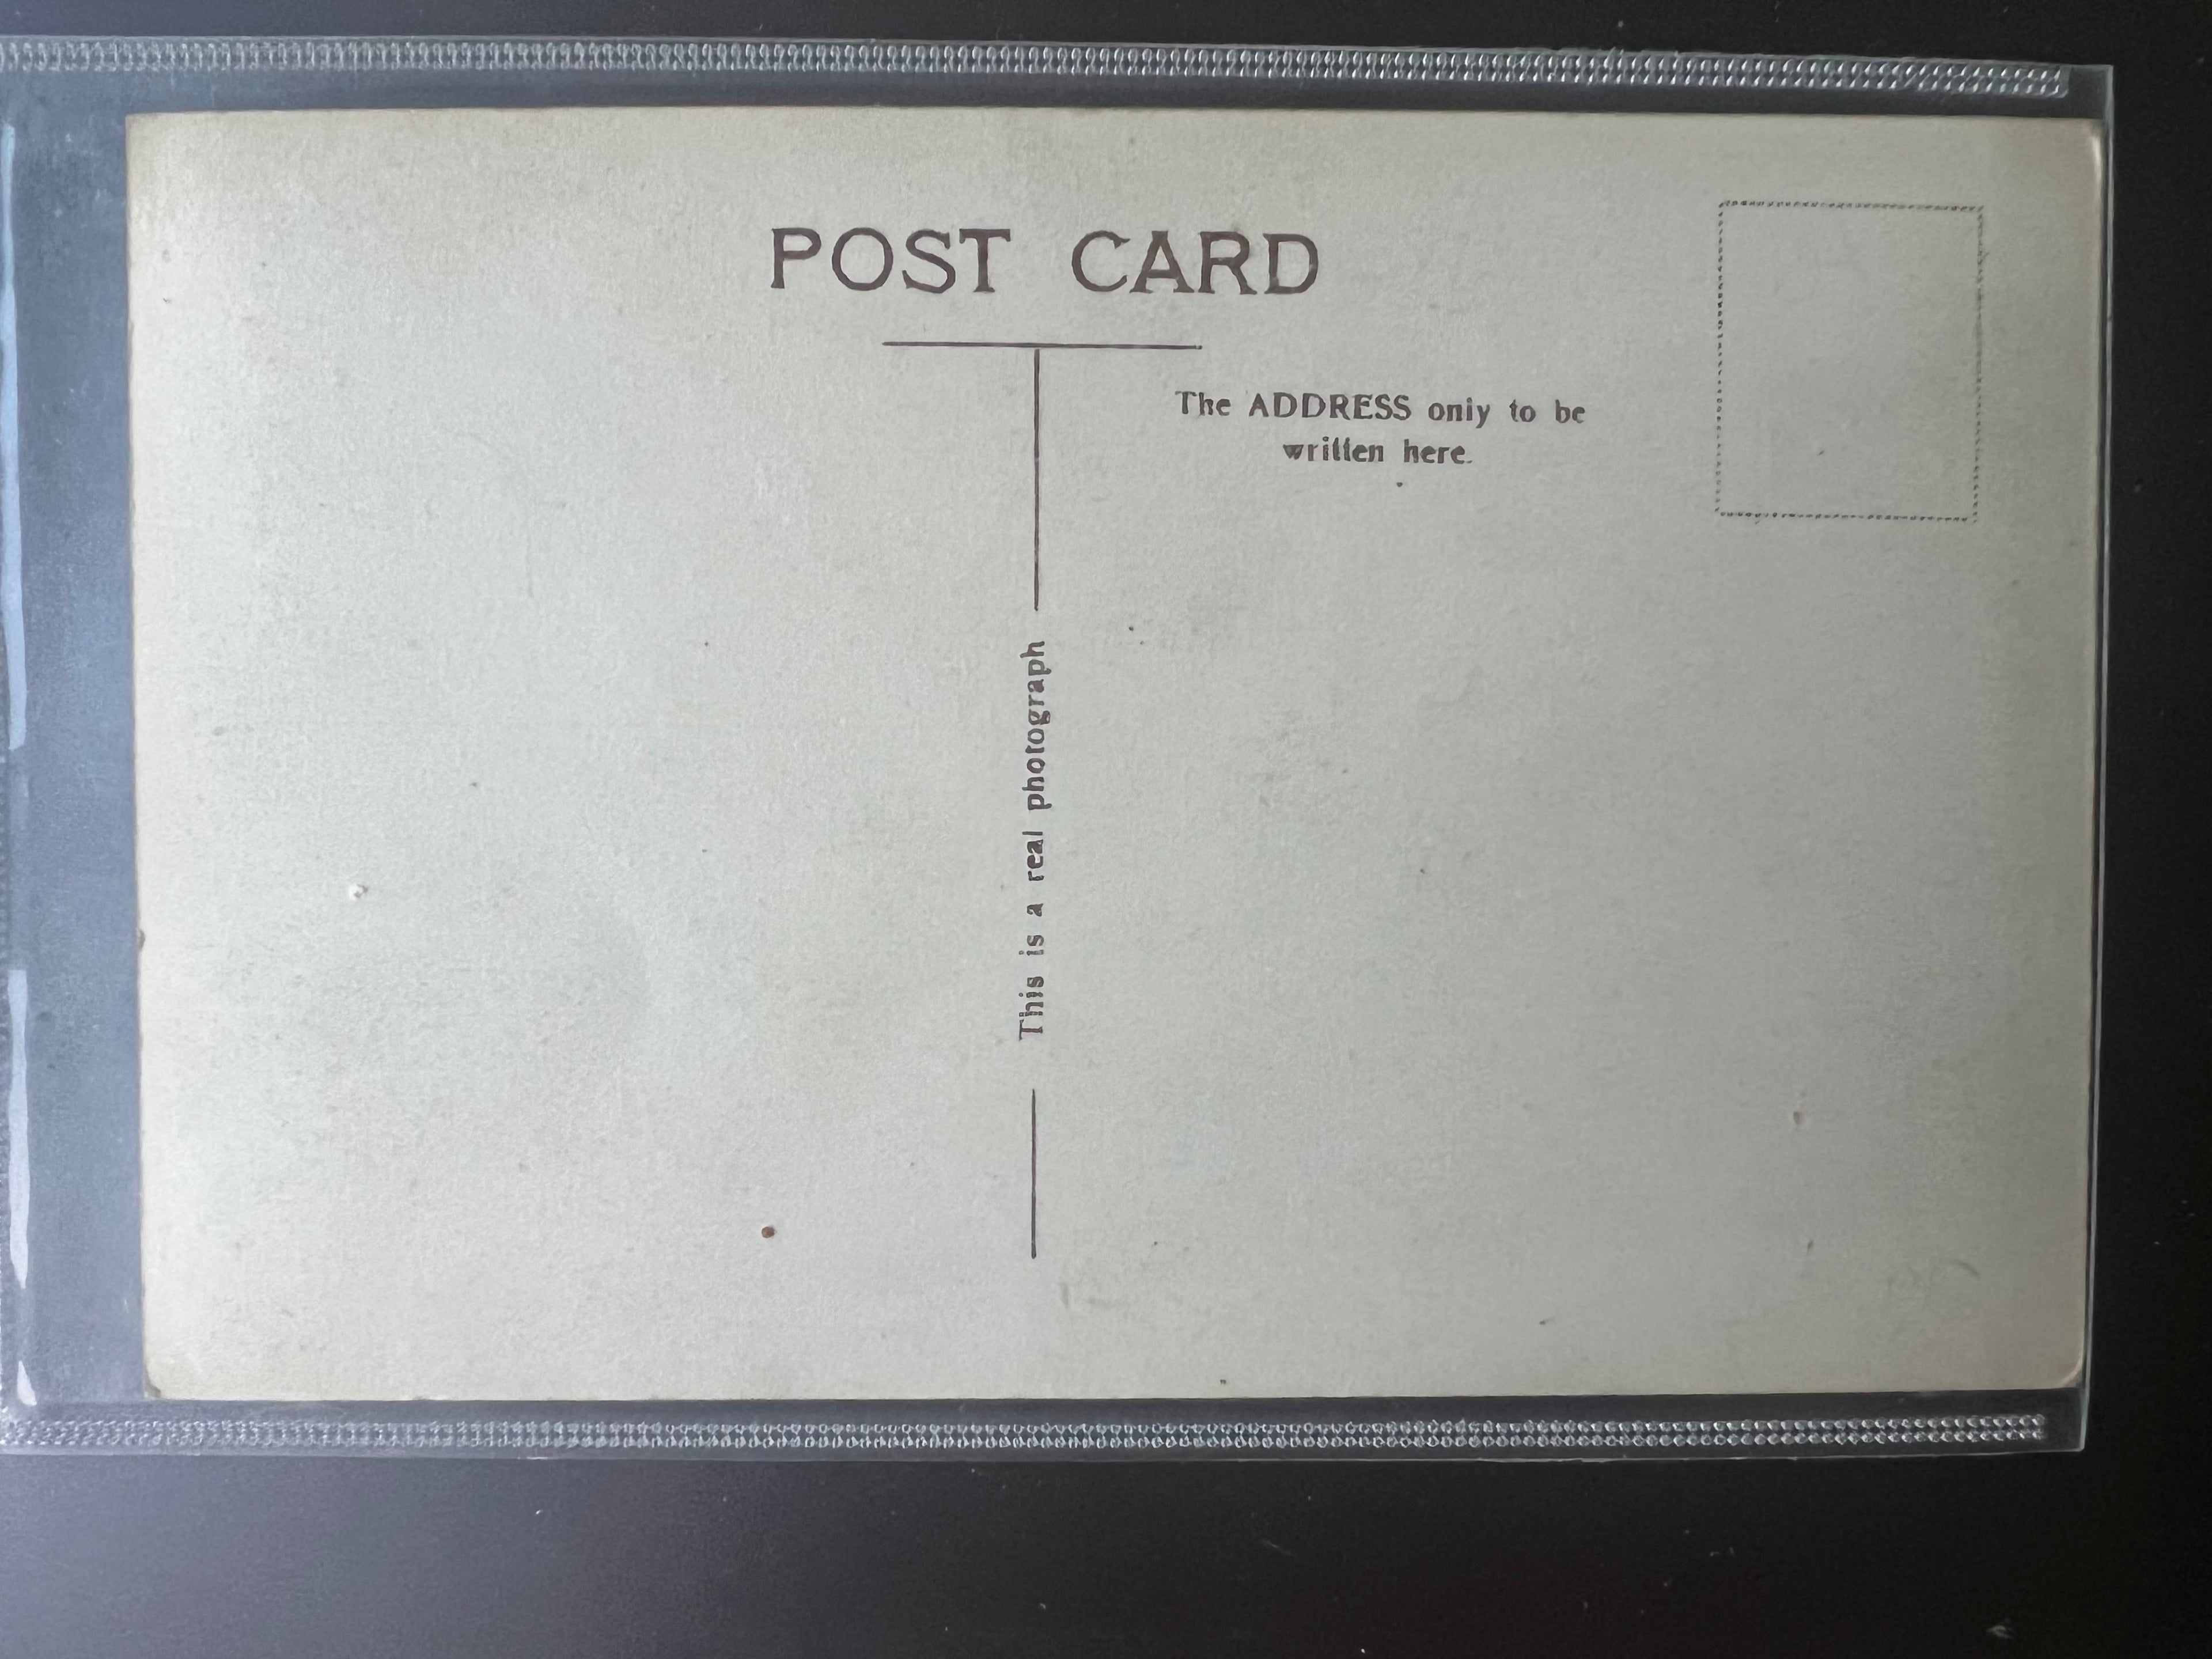 POST CARD
The ADDRESS only to be
written here.
This is a real photograph